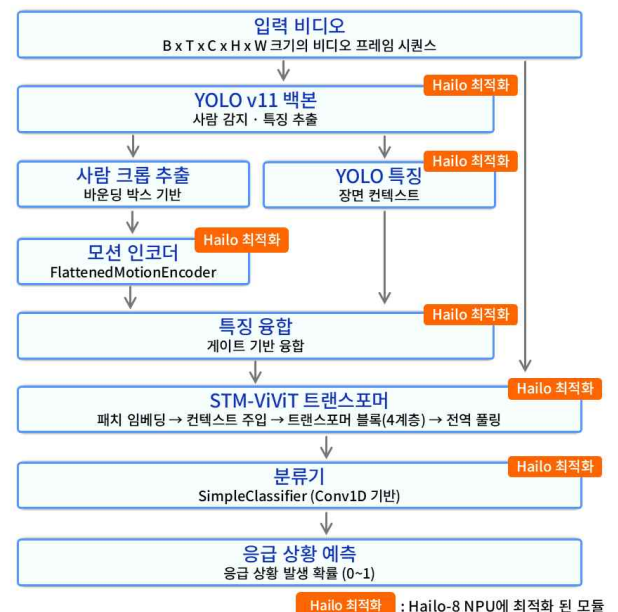 입력 비디오
B x T x C x H x W 크기의 비디오 프레임 시퀀스
Hailo 최적화
YOLO v11 백본
사람 감지 · 특징 추출
사람 크롭 추출
바운딩 박스 기반
Hailo 최적화
YOLO 특징
장면 컨텍스트
Hailo 최적화
모션 인코더
FlattenedMotionEncoder
Hailo 최적화
특징 융합
게이트 기반 융합
Hailo 최적화
STM-ViViT 트랜스포머
패치 임베딩 → 컨텍스트 주입 → 트랜스포머 블록(4계층) → 전역 풀링
Hailo 최적화
분류기
SimpleClassifier (Conv1D 기반)
응급 상황 예측
응급 상황 발생 확률 (0~1)
Hailo 최적화 : Hailo-8 NPU에 최적화 된 모듈